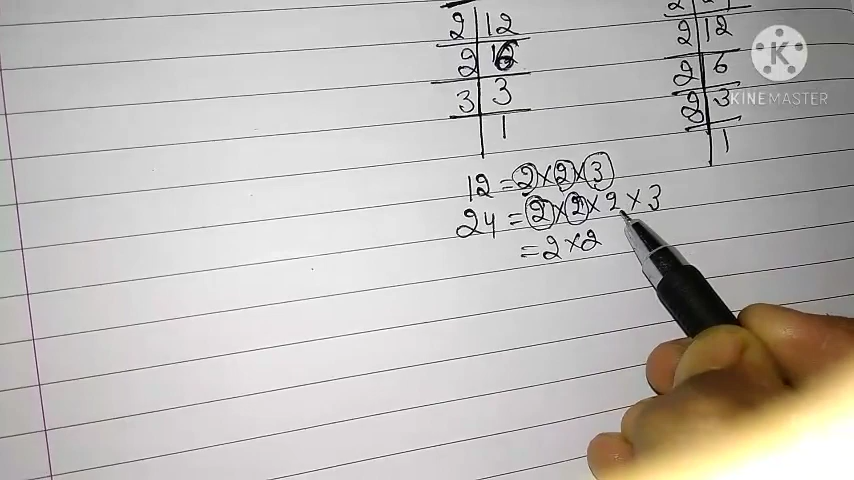 2 | 12
2 | 6
3 | 3
1
2 | 12
2 | 6
3
1
KINEMASTER
12 = 2 × 2 × 3
24 = 2 × 2 × 2 × 3
= 2 × 2